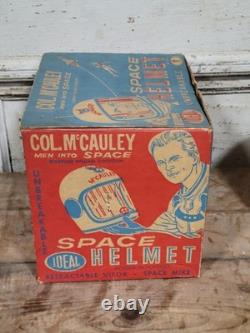 COL. McCAULEY
MEN INTO SPACE
SPACE
HELMET
COL. McCAULEY
MEN INTO SPACE
McCAULEY
UNBREAKABLE
SPACE
IDEAL HELMET
RETRACTABLE VISOR - SPACE MIKE